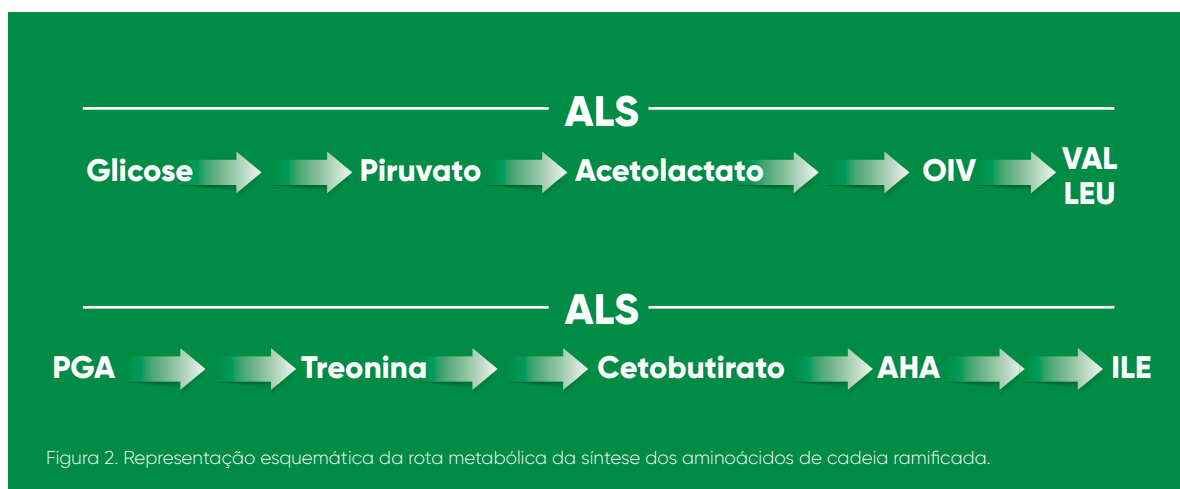 ALS
Glicose Piruvato Acetolactato OIV VAL
LEU
ALS
PGA Treonina Cetobutirato AHA ILE
Figura 2. Representação esquemática da rota metabólica da síntese dos aminoácidos de cadeia ramificada.